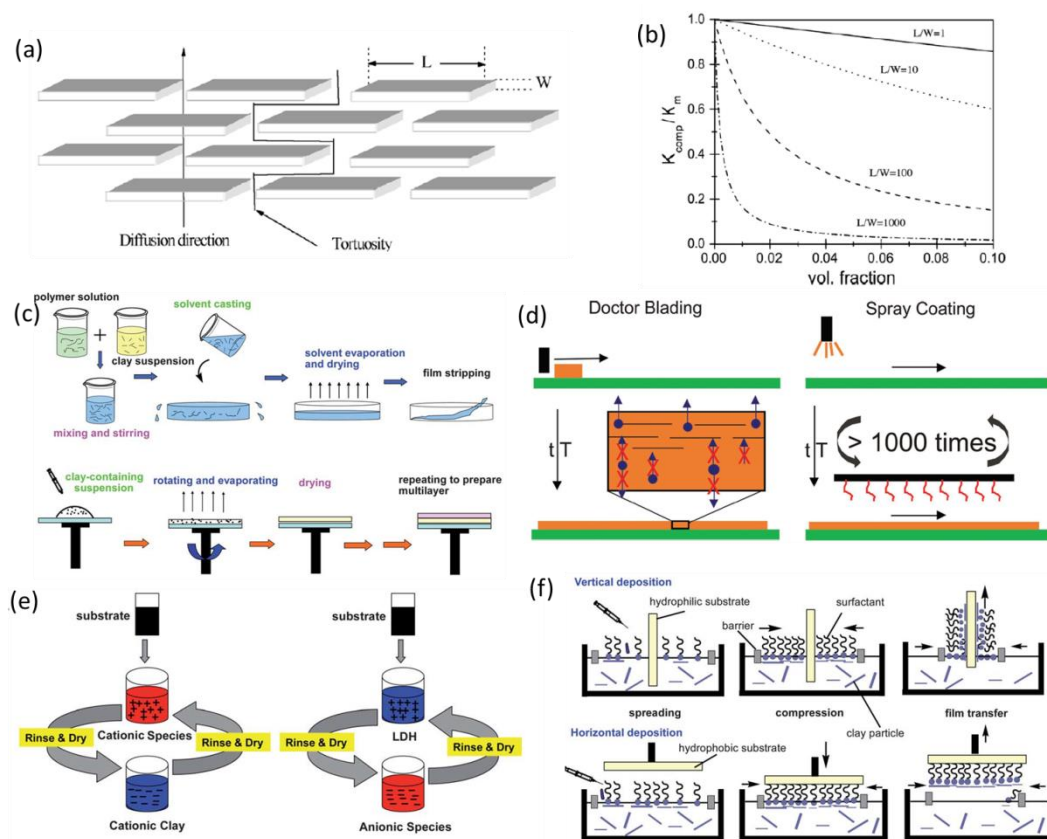 (a)
L
W
Diffusion direction
Tortuosity
(b)
K comp / K m
1.0
0.8
0.6
0.4
0.2
0.0
L/W=1
L/W=10
L/W=100
L/W=1000
0.00 0.02 0.04 0.06 0.08 0.10
vol. fraction
(c)
polymer solution
+
clay suspension
mixing and stirring
solvent casting
solvent evaporation
and drying
film stripping
clay-containing
suspension
rotating and evaporating
drying
repeating to prepare
multilayer
(d)
Doctor Blading
t T
Spray Coating
t T
> 1000 times
(e)
substrate
Cationic Species
Rinse & Dry
Rinse & Dry
Cationic Clay
substrate
LDH
Rinse & Dry
Rinse & Dry
Anionic Species
(f)
Vertical deposition
hydrophilic substrate
surfactant
barrier
spreading
compression
film transfer
clay particle
Horizontal deposition
hydrophobic substrate